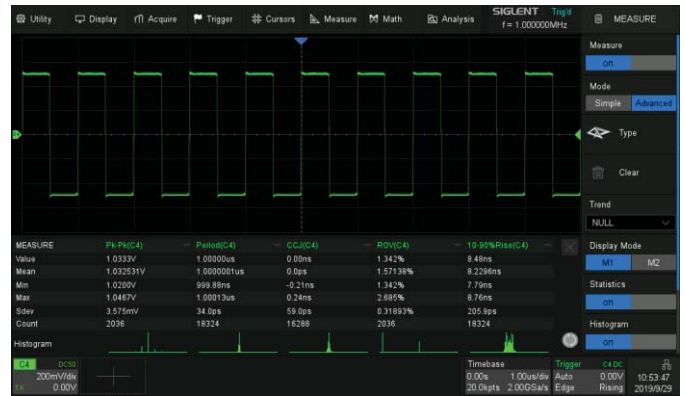 Utility Display Acquire Trigger Cursors Measure Math Analysis SIGLENT Trig'd MEASURE
f = 1.000000MHz
Measure
on
Mode
Simple Advanced
Type
Clear
Trend
NULL
MEASURE Pk-Pk(C4) Period(C4) CCJ(C4) ROV(C4) 10-90%Rise(C4) Display Mode
Value 1.0333V 1.00000us 0.00ns 1.342% 8.48ns M1 M2
Mean 1.032531V 1.0000001us 0.0ps 1.57138% 8.2296ns
Min 1.0200V 999.88ns -0.21ns 1.342% 7.79ns Statistics
Max 1.0467V 1.00013us 0.24ns 2.685% 8.76ns on
Sdev 3.575mV 34.0ps 59.0ps 0.31893% 205.9ps
Count 2036 18324 16288 2036 18324 Histogram
Histogram on
C4 DC50 Timebase Trigger C4 DC
200mV/div 0.00s 1.00us/div Auto 0.00V 10:53:47
1X 0.00V 20.0kpts 2.00GSa/s Edge Rising 2019/9/29